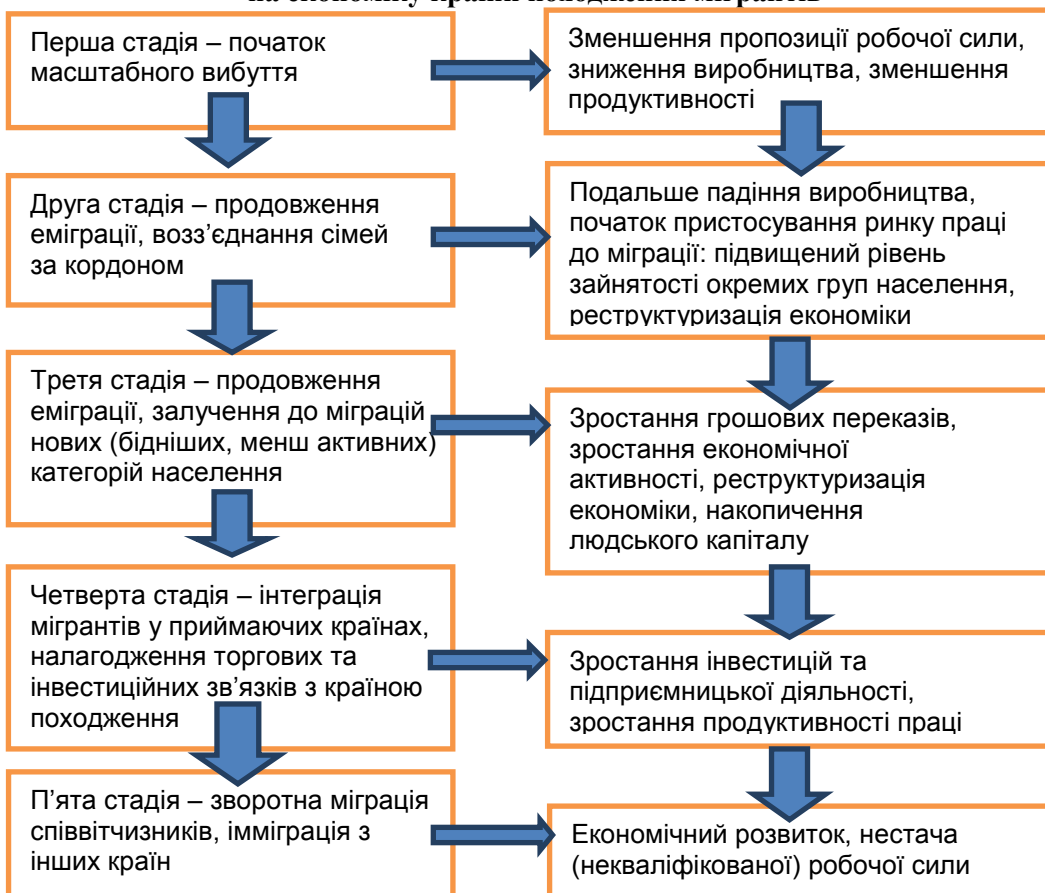 на економіку країн походження мігрантів
Перша стадія – початок
масштабного вибуття
Зменшення пропозиції робочої сили,
зниження виробництва, зменшення
продуктивності
Друга стадія – продовження
еміграції, возз’єднання сімей
за кордоном
Подальше падіння виробництва,
початок пристосування ринку праці
до міграції: підвищений рівень
зайнятості окремих груп населення,
реструктуризація економіки
Третя стадія – продовження
еміграції, залучення до міграцій
нових (бідніших, менш активних)
категорій населення
Зростання грошових переказів,
зростання економічної
активності, реструктуризація
економіки, накопичення
людського капіталу
Четверта стадія – інтеграція
мігрантів у приймаючих країнах,
налагодження торгових та
інвестиційних зв’язків з країною
походження
Зростання інвестицій та
підприємницької діяльності,
зростання продуктивності праці
П’ята стадія – зворотна міграція
співвітчизників, імміграція з
інших країн
Економічний розвиток, нестача
(некваліфікованої) робочої сили